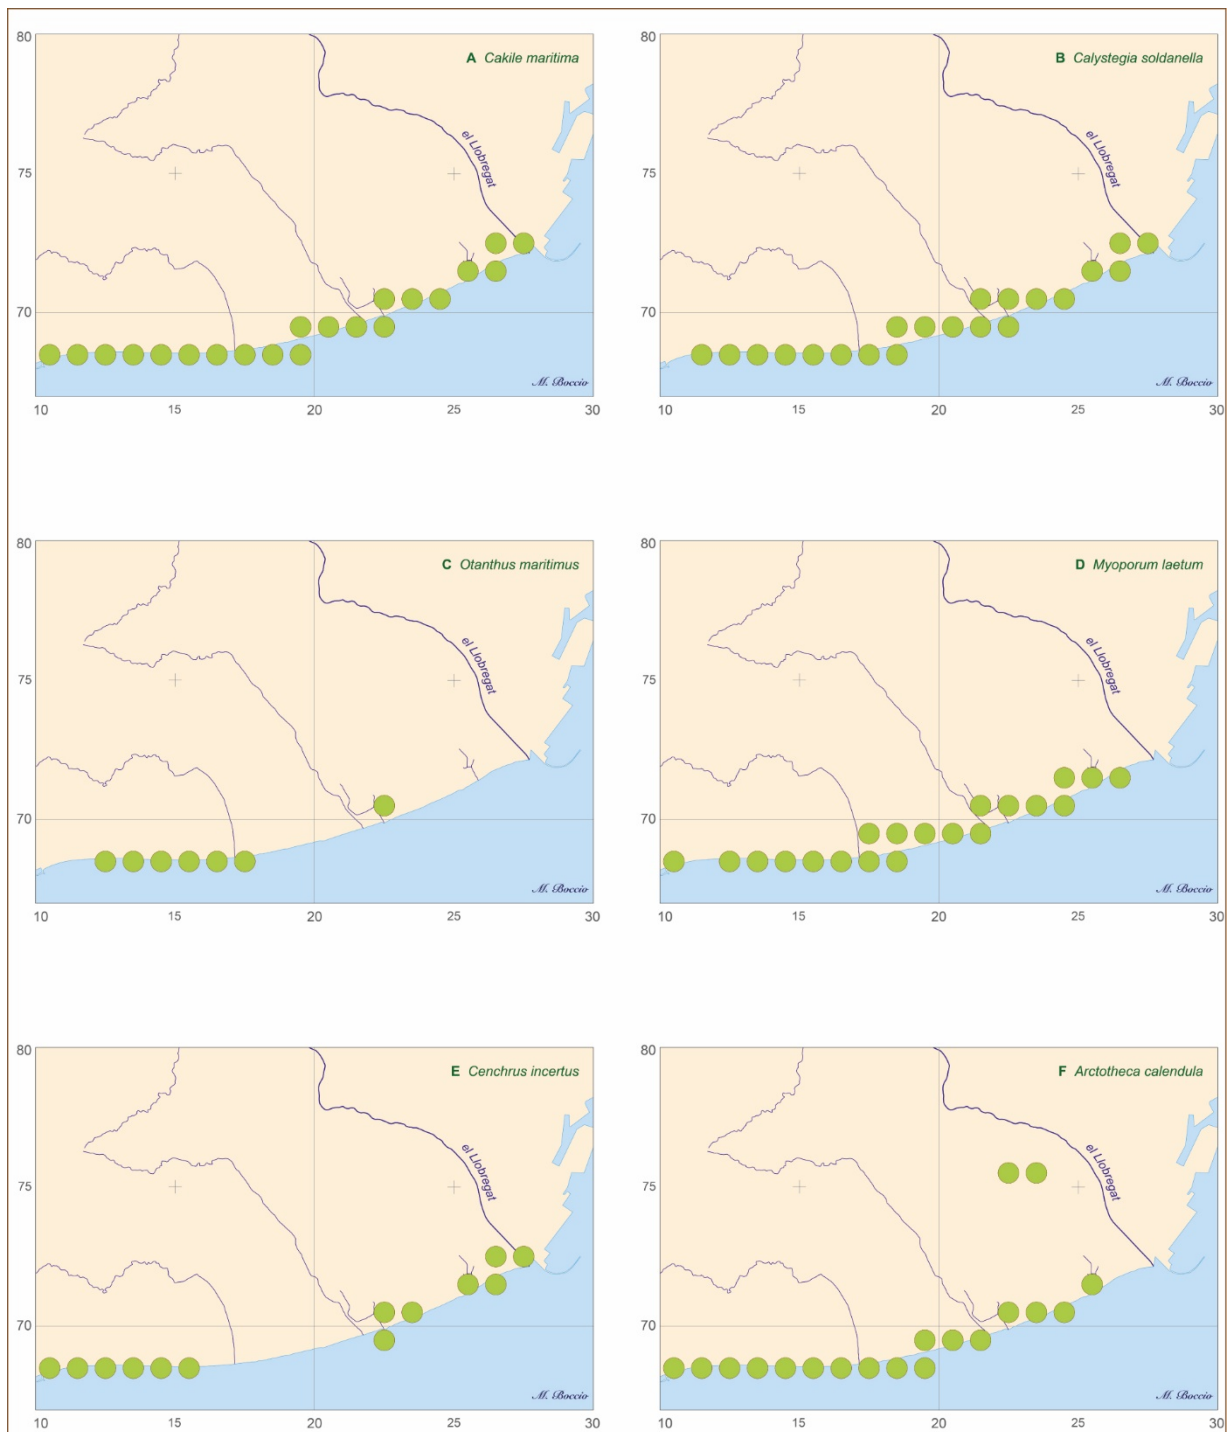 80
A Cakile maritima
el Llobregat
75
70
M. Boccio
10 15 20 25 30
80
B Calystegia soldanella
el Llobregat
75
70
M. Boccio
10 15 20 25 30
80
C Otanthus maritimus
el Llobregat
75
70
M. Boccio
10 15 20 25 30
80
D Myoporum laetum
el Llobregat
75
70
M. Boccio
10 15 20 25 30
80
E Cenchrus incertus
el Llobregat
75
70
M. Boccio
10 15 20 25 30
80
F Arctotheca calendula
el Llobregat
75
70
M. Boccio
10 15 20 25 30